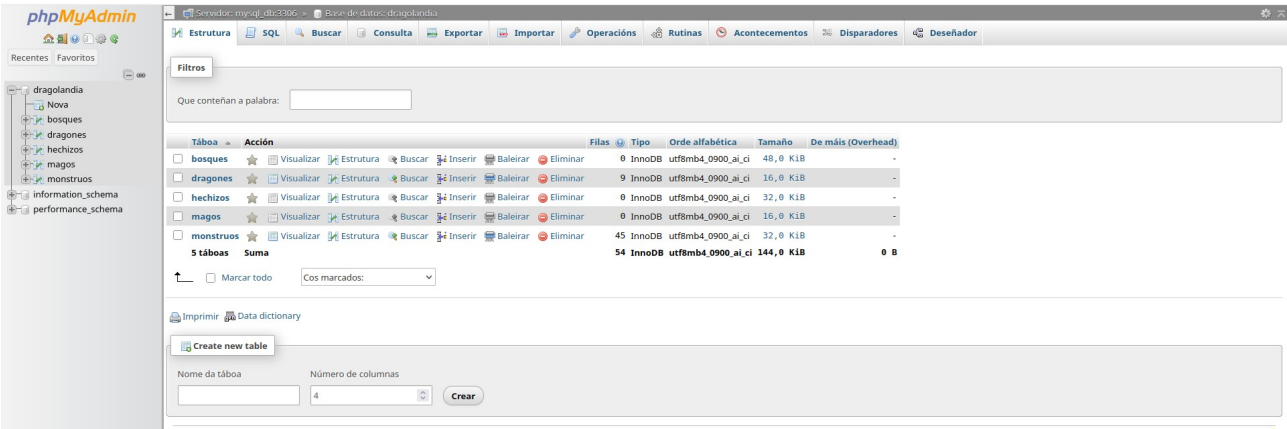 phpMyAdmin
Recentes Favoritos
dragolandia
Nova
bosques
dragones
hechizos
magos
monstruos
information_schema
performance_schema
Servidor: mysql_db:3306 » Base de datos: dragolandia
Estrutura SQL Buscar Consulta Exportar Importar Operacións Rutinas Acontecementos Disparadores Deseñador
Filtros
Que conteñan a palabra:
Táboa Acción Filas Tipo Orde alfabética Tamaño De máis (Overhead)
bosques Visualizar Estrutura Buscar Inserir Baleirar Eliminar 0 InnoDB utf8mb4_0900_ai_ci 48,0 KiB -
dragones Visualizar Estrutura Buscar Inserir Baleirar Eliminar 9 InnoDB utf8mb4_0900_ai_ci 16,0 KiB -
hechizos Visualizar Estrutura Buscar Inserir Baleirar Eliminar 0 InnoDB utf8mb4_0900_ai_ci 32,0 KiB -
magos Visualizar Estrutura Buscar Inserir Baleirar Eliminar 0 InnoDB utf8mb4_0900_ai_ci 16,0 KiB -
monstruos Visualizar Estrutura Buscar Inserir Baleirar Eliminar 45 InnoDB utf8mb4_0900_ai_ci 32,0 KiB -
5 táboas Suma 54 InnoDB utf8mb4_0900_ai_ci 144,0 KiB 0 B
Marcar todo Cos marcados:
Imprimir Data dictionary
Create new table
Nome da táboa Número de columnas
4 Crear